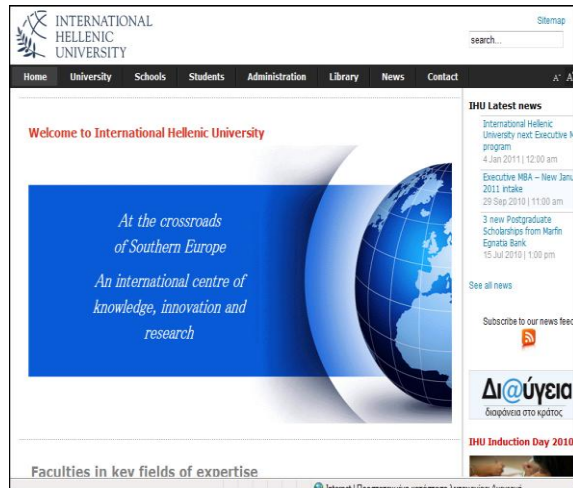 INTERNATIONAL
HELLENIC
UNIVERSITY
Sitemap
search...
Home University Schools Students Administration Library News Contact A- A
Welcome to International Hellenic University
At the crossroads
of Southern Europe
An international centre of
knowledge, innovation and
research
Faculties in key fields of expertise
IHU Latest news
International Hellenic
University next Executive M
program
4 Jan 2011 | 12:00 am
Executive MBA – New Janu
2011 intake
29 Sep 2010 | 11:00 am
3 new Postgraduate
Scholarships from Marfin
Egnatia Bank
15 Jul 2010 | 1:00 pm
See all news
Subscribe to our news feed
Δι@ύγεια
διαφάνεια στο κράτος
IHU Induction Day 2010
Internet